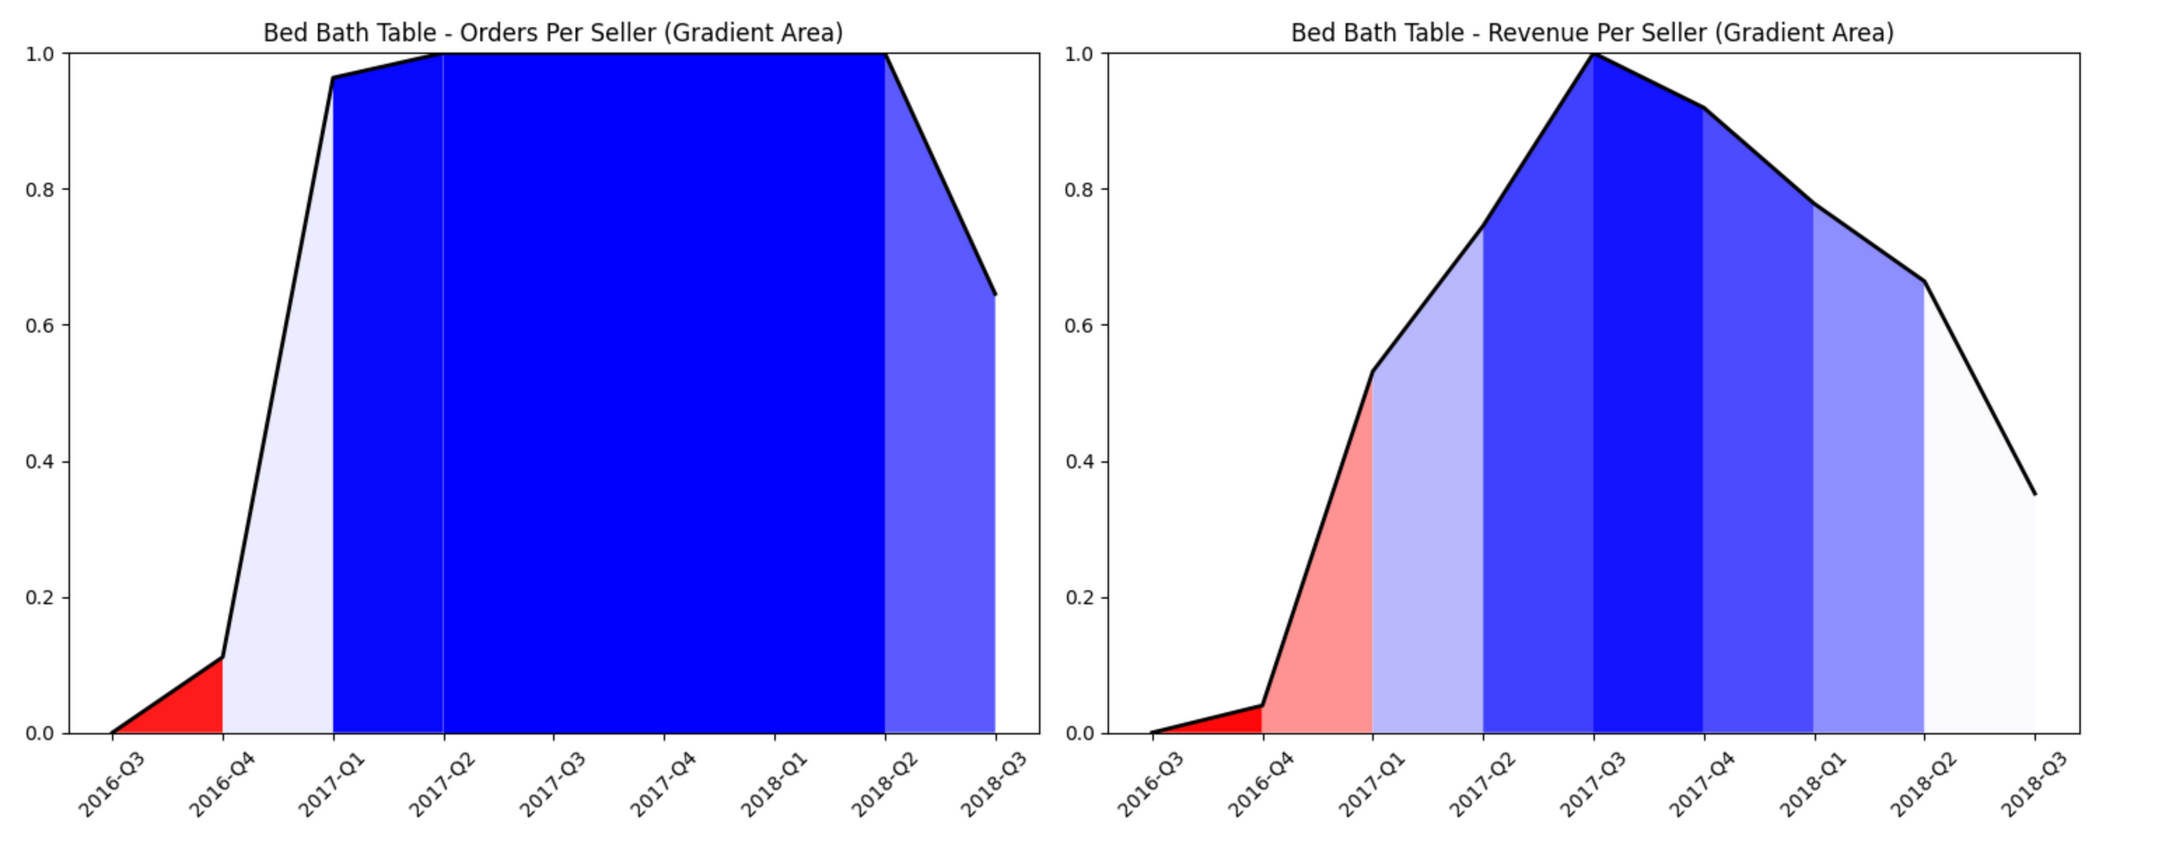 Bed Bath Table - Orders Per Seller (Gradient Area)
1.0
0.8
0.6
0.4
0.2
0.0
2016-Q3
2016-Q4
2017-Q1
2017-Q2
2017-Q3
2017-Q4
2018-Q1
2018-Q2
2018-Q3
Bed Bath Table - Revenue Per Seller (Gradient Area)
1.0
0.8
0.6
0.4
0.2
0.0
2016-Q3
2016-Q4
2017-Q1
2017-Q2
2017-Q3
2017-Q4
2018-Q1
2018-Q2
2018-Q3